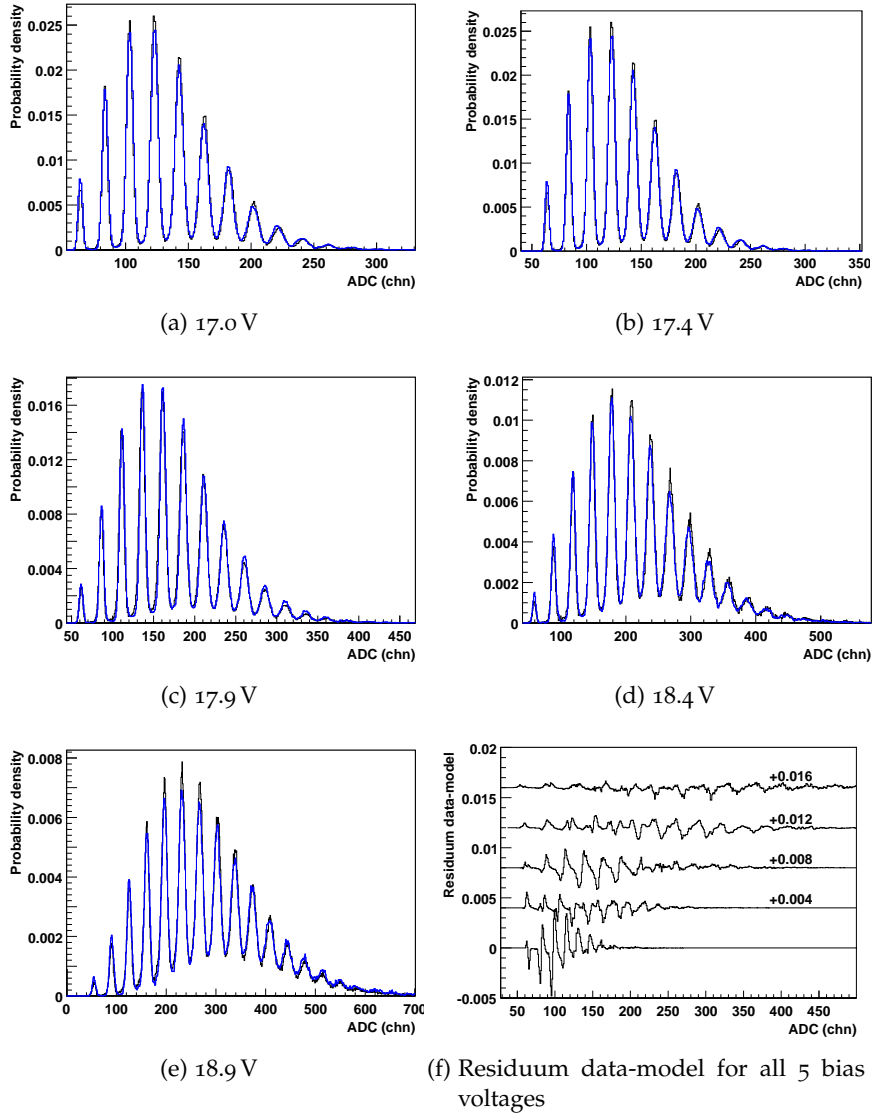 Probability density
0.025
0.02
0.015
0.01
0.005
0
100 150 200 250 300
ADC (chn)
(a) 17.0 V
Probability density
0.025
0.02
0.015
0.01
0.005
0
50 100 150 200 250 300 350
ADC (chn)
(b) 17.4 V
Probability density
0.016
0.012
0.008
0.004
0
50 100 150 200 250 300 350 400 450
ADC (chn)
(c) 17.9 V
Probability density
0.012
0.01
0.008
0.006
0.004
0.002
0
100 200 300 400 500
ADC (chn)
(d) 18.4 V
Probability density
0.008
0.006
0.004
0.002
0
0 100 200 300 400 500 600 700
ADC (chn)
(e) 18.9 V
Residuum data-model
0.02
0.015
0.01
0.005
0
-0.005
+0.016
+0.012
+0.008
+0.004
50 100 150 200 250 300 350 400 450
ADC (chn)
(f) Residuum data-model for all 5 bias
voltages